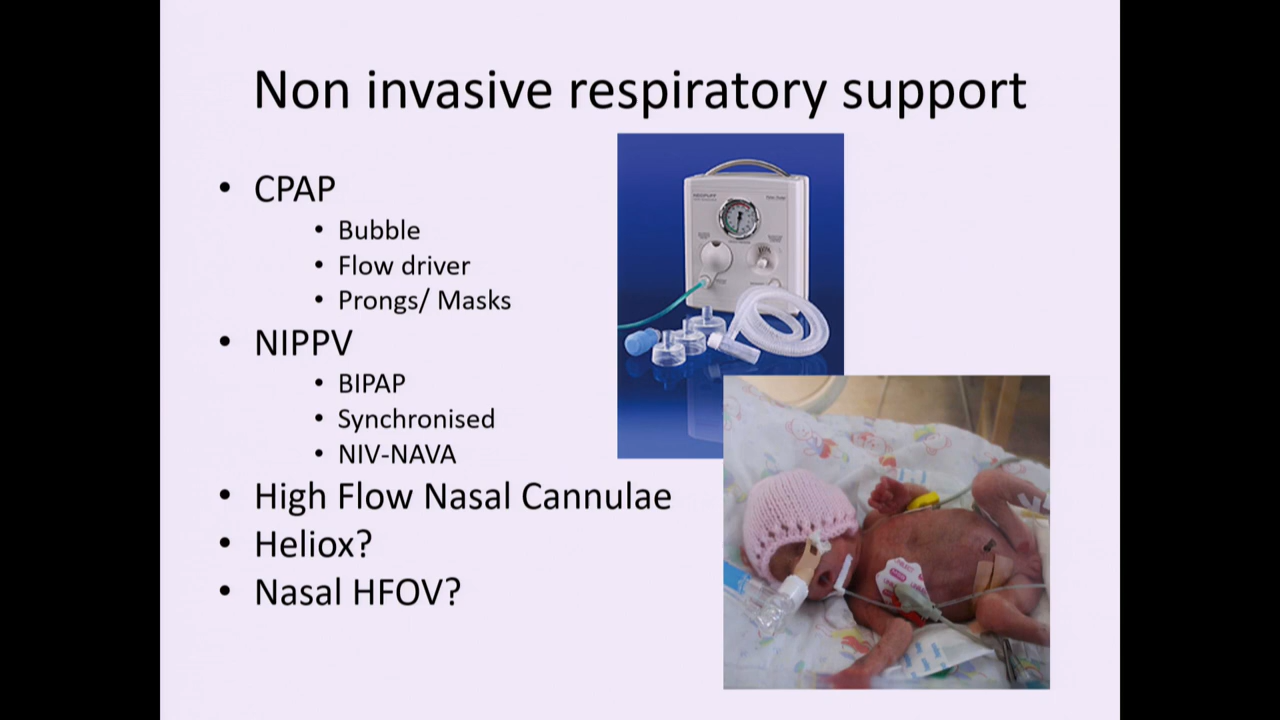 Non invasive respiratory support
• CPAP
• Bubble
• Flow driver
• Prongs/ Masks
• NIPPV
• BIPAP
• Synchronised
• NIV-NAVA
• High Flow Nasal Cannulae
• Heliox?
• Nasal HFOV?